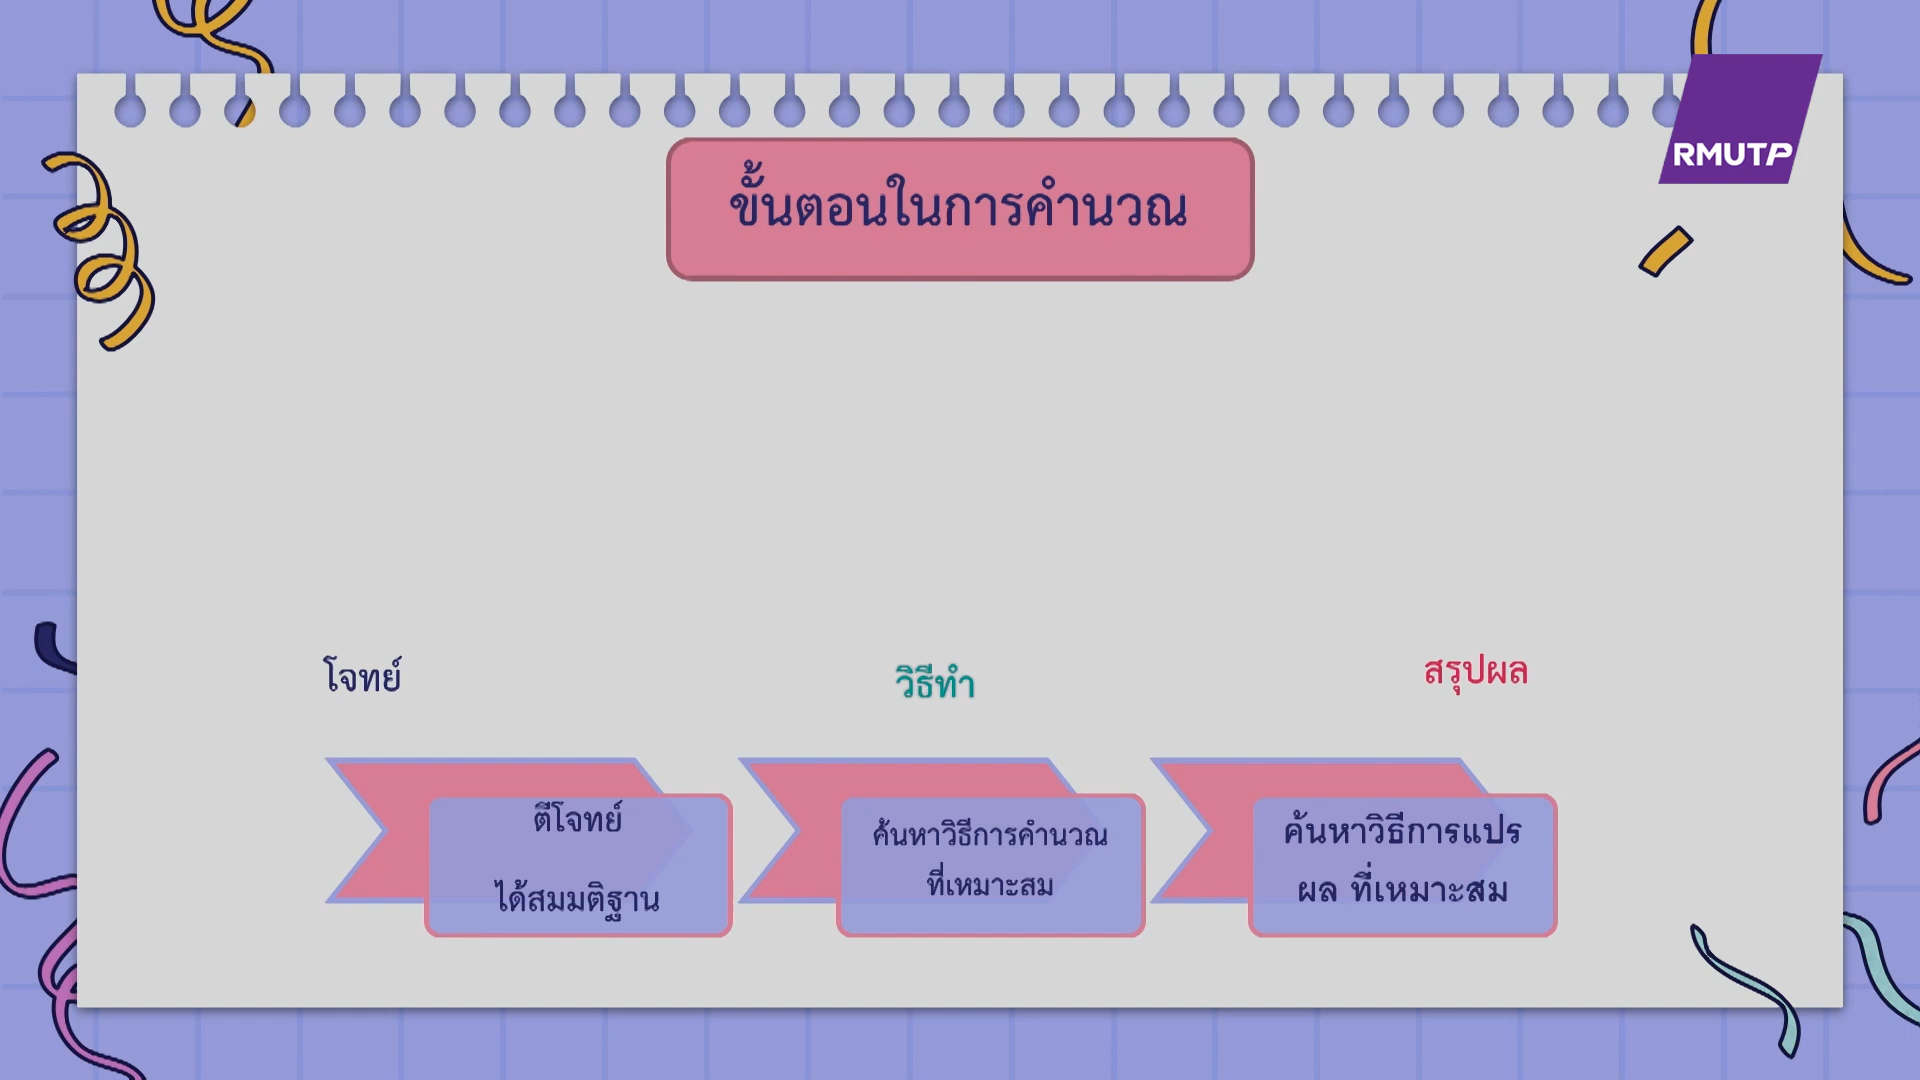 RMUTP
ขั้นตอนในการคำนวณ
โจทย์
วิธีทำ
สรุปผล
ตีโจทย์
ได้สมมติฐาน
ค้นหาวิธีการคำนวณ
ที่เหมาะสม
ค้นหาวิธีการแปร
ผล ที่เหมาะสม